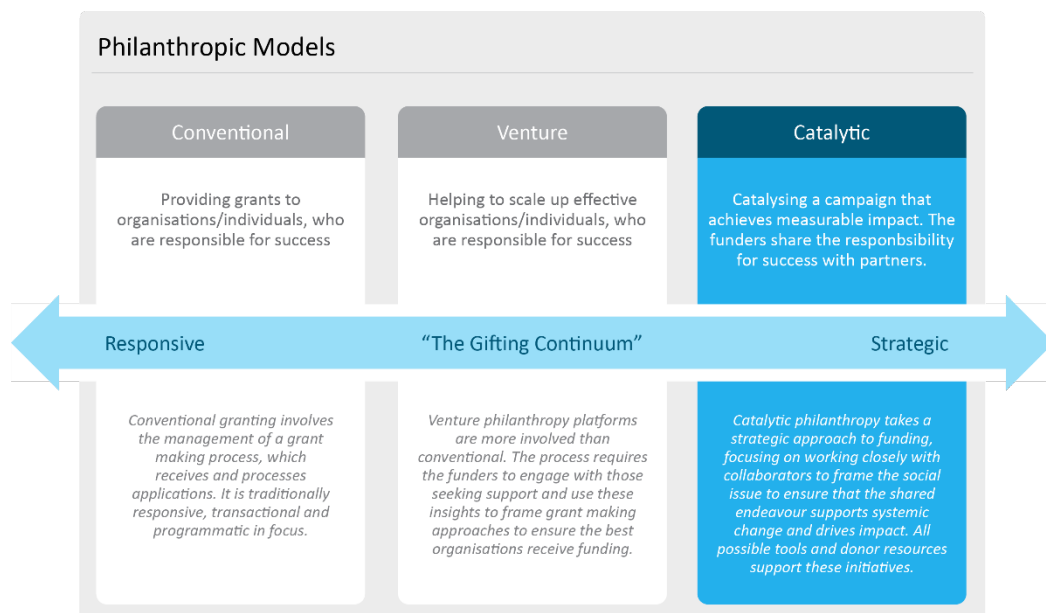 Philanthropic Models
Conventional
Providing grants to
organisations/individuals, who
are responsible for success
Venture
Helping to scale up effective
organisations/individuals, who
are responsible for success
Catalytic
Catalysing a campaign that
achieves measurable impact. The
funders share the responbsibility
for success with partners.
Responsive
“The Gifting Continuum”
Strategic
Conventional granting involves
the management of a grant
making process, which
receives and processes
applications. It is traditionally
responsive, transactional and
programmatic in focus.
Venture philanthropy platforms
are more involved than
conventional. The process requires
the funders to engage with those
seeking support and use these
insights to frame grant making
approaches to ensure the best
organisations receive funding.
Catalytic philanthropy takes a
strategic approach to funding,
focusing on working closely with
collaborators to frame the social
issue to ensure that the shared
endeavour supports systemic
change and drives impact. All
possible tools and donor resources
support these initiatives.